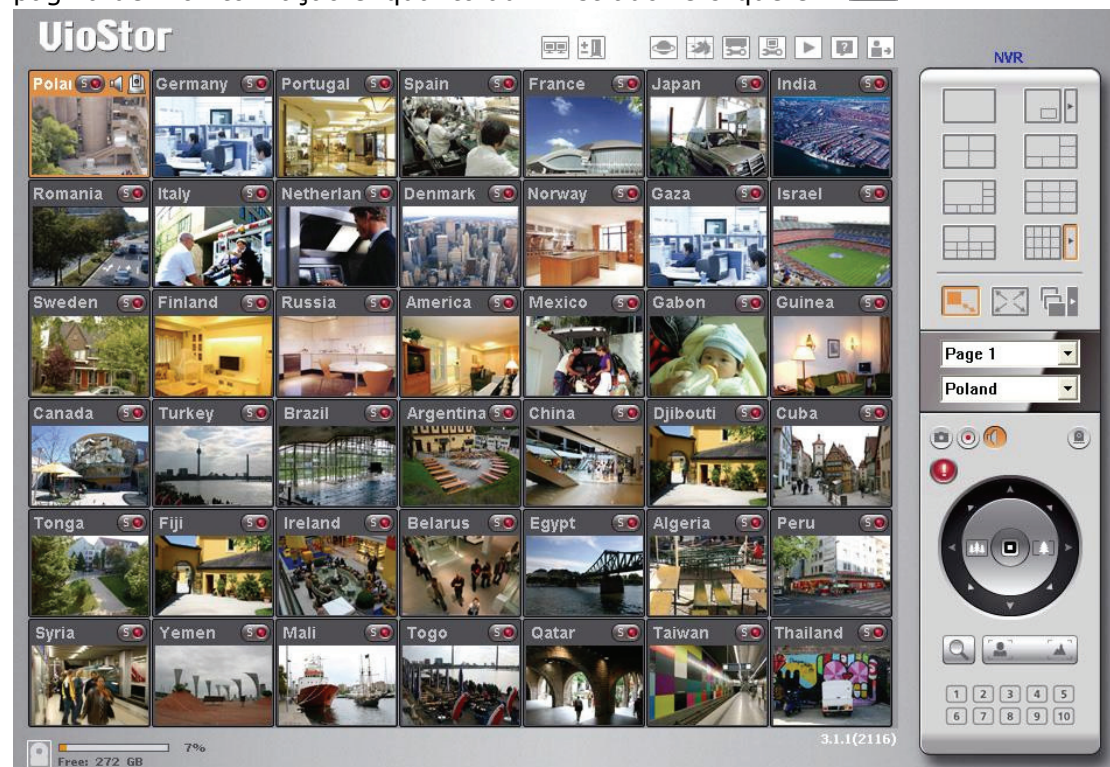 VioStor
NVR
Polar S
Germany S
Portugal S
Spain S
France S
Japan S
India S
Romania S
Italy S
Netherlan S
Denmark S
Norway S
Gaza S
Israel S
Sweden S
Finland S
Russia S
America S
Mexico S
Gabon S
Guinea S
Canada S
Turkey S
Brazil S
Argentina S
China S
Djibouti S
Cuba S
Tonga S
Fiji S
Ireland S
Belarus S
Egypt S
Algeria S
Peru S
Syria S
Yemen S
Mali S
Togo S
Qatar S
Taiwan S
Thailand S
Page 1
Poland
1 2 3 4 5
6 7 8 9 10
3.1.1(2116)
7%
Free: 272 GB